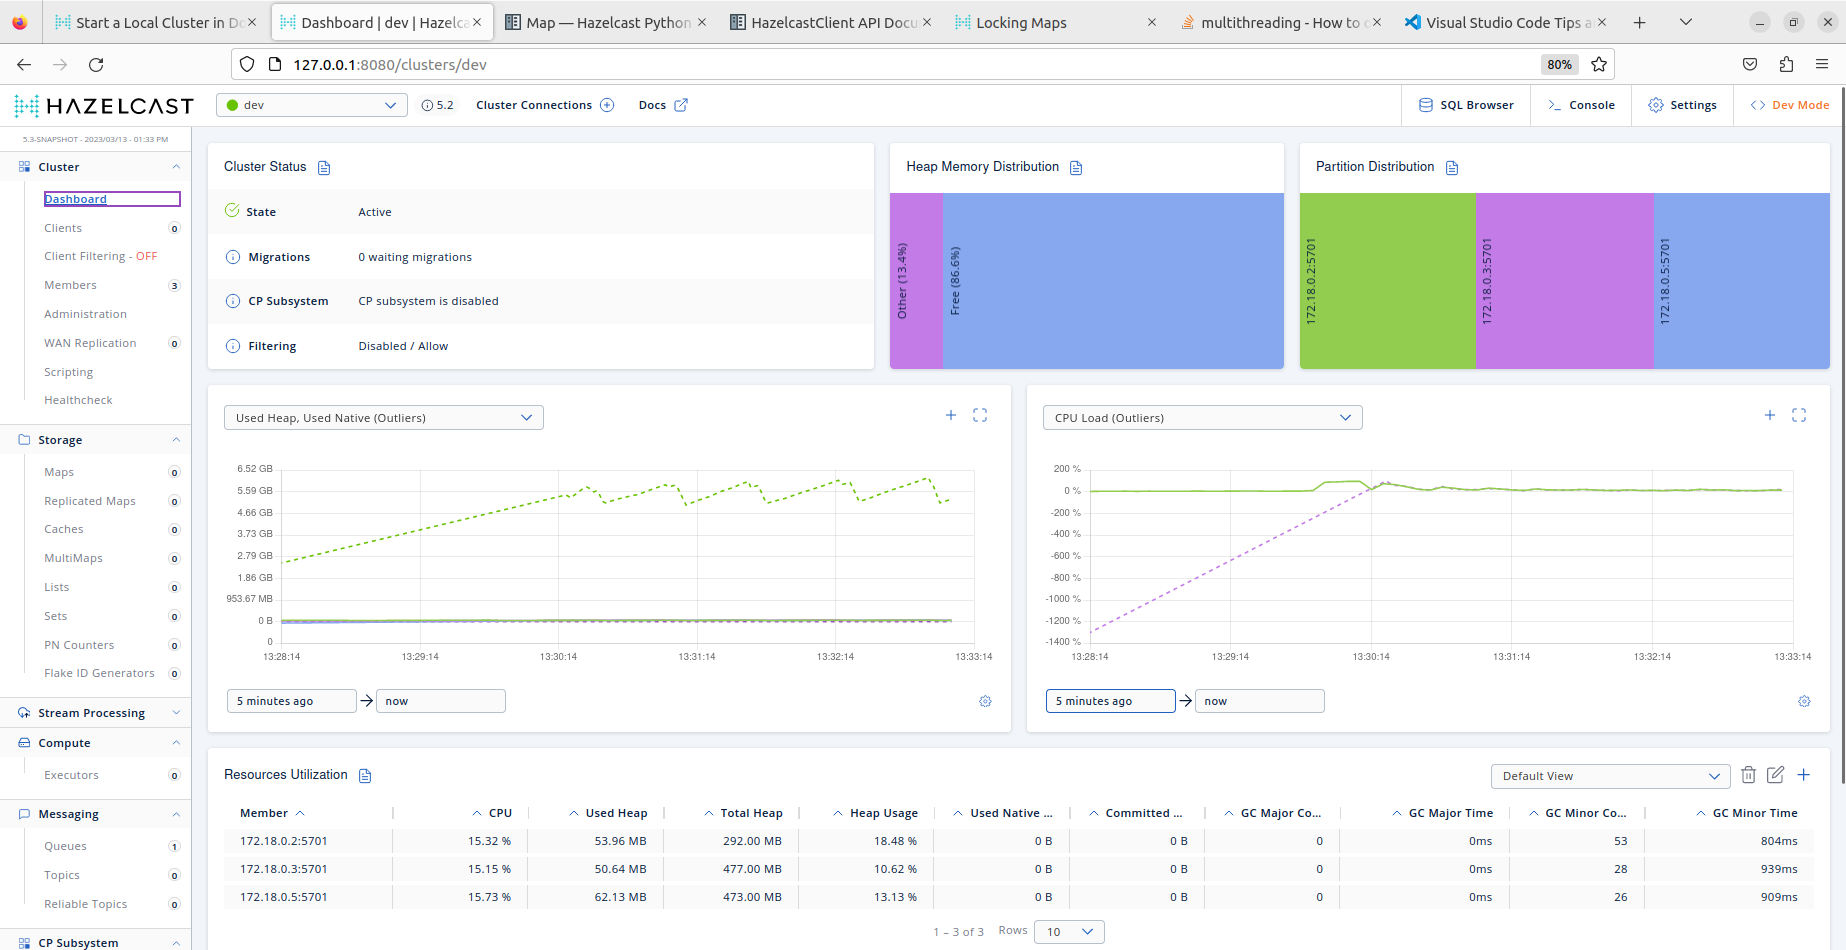 Start a Local Cluster in Do
Dashboard | dev | Hazelca
Map — Hazelcast Python
HazelcastClient API Docu
Locking Maps
multithreading - How to
Visual Studio Code Tips a
127.0.0.1:8080/clusters/dev
80%
HAZELCAST
dev
5.2
Cluster Connections
Docs
SQL Browser
Console
Settings
Dev Mode
5.3-SNAPSHOT - 2023/03/13 - 01:33 PM
Cluster
Dashboard
Clients 0
Client Filtering - OFF
Members 3
Administration
WAN Replication 0
Scripting
Healthcheck
Storage
Maps 0
Replicated Maps 0
Caches 0
MultiMaps 0
Lists 0
Sets 0
PN Counters 0
Flake ID Generators 0
Stream Processing
Compute
Executors 0
Messaging
Queues 1
Topics 0
Reliable Topics 0
CP Subsystem
Cluster Status
State Active
Migrations 0 waiting migrations
CP Subsystem CP subsystem is disabled
Filtering Disabled / Allow
Heap Memory Distribution
Other (13.4%)
Free (86.6%)
Partition Distribution
172.18.0.2:5701
172.18.0.3:5701
172.18.0.5:5701
Used Heap, Used Native (Outliers)
6.52 GB
5.59 GB
4.66 GB
3.73 GB
2.79 GB
1.86 GB
953.67 MB
0 B
0
13:28:14 13:29:14 13:30:14 13:31:14 13:32:14 13:33:14
5 minutes ago → now
CPU Load (Outliers)
200 %
0 %
-200 %
-400 %
-600 %
-800 %
-1000 %
-1200 %
-1400 %
13:28:14 13:29:14 13:30:14 13:31:14 13:32:14 13:33:14
5 minutes ago → now
Resources Utilization
Default View
Member CPU Used Heap Total Heap Heap Usage Used Native ... Committed ... GC Major Co... GC Major Time GC Minor Co... GC Minor Time
172.18.0.2:5701 15.32 % 53.96 MB 292.00 MB 18.48 % 0 B 0 B 0 0ms 53 804ms
172.18.0.3:5701 15.15 % 50.64 MB 477.00 MB 10.62 % 0 B 0 B 0 0ms 28 939ms
172.18.0.5:5701 15.73 % 62.13 MB 473.00 MB 13.13 % 0 B 0 B 0 0ms 26 909ms
1 – 3 of 3 Rows 10